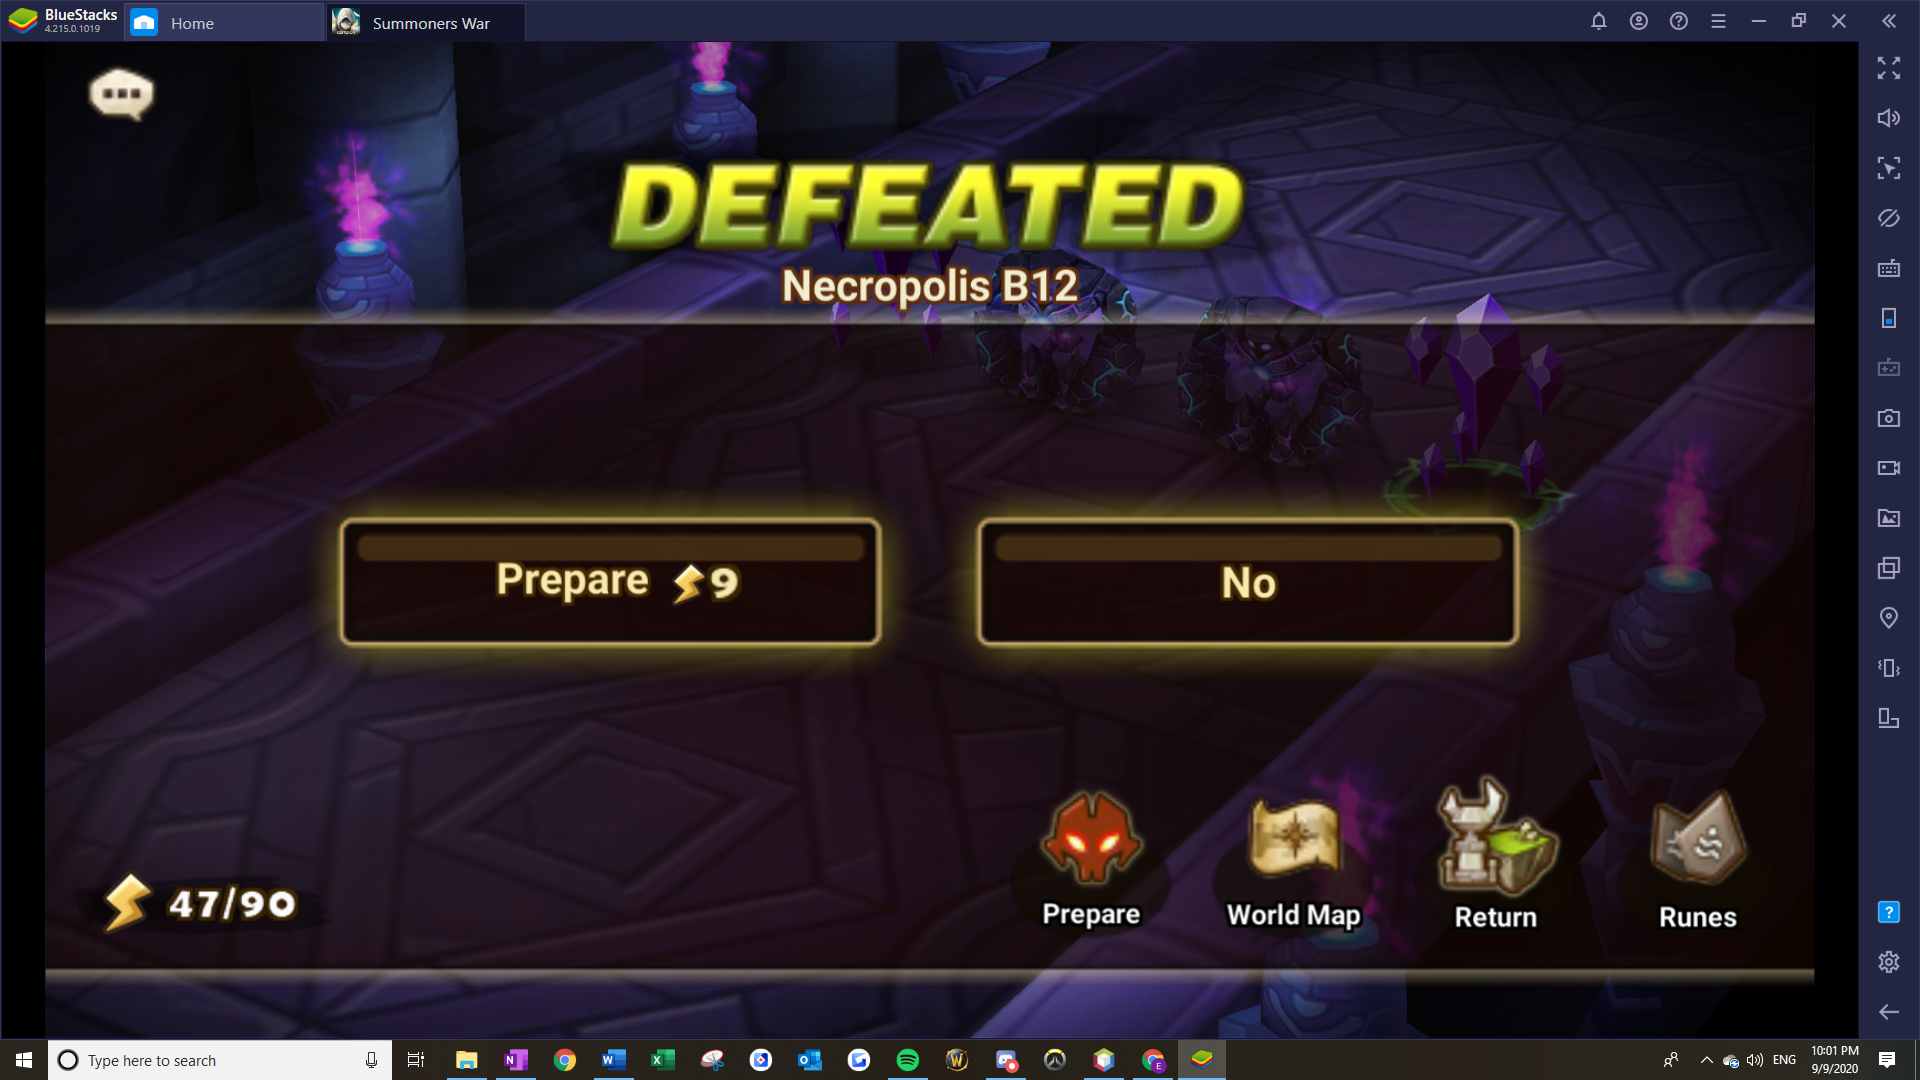 BlueStacks
4.215.0.1019
Home
Summoners War
DEFEATED
Necropolis B12
Prepare 9
No
47/90
Prepare
World Map
Return
Runes
Type here to search
ENG
10:01 PM
9/9/2020